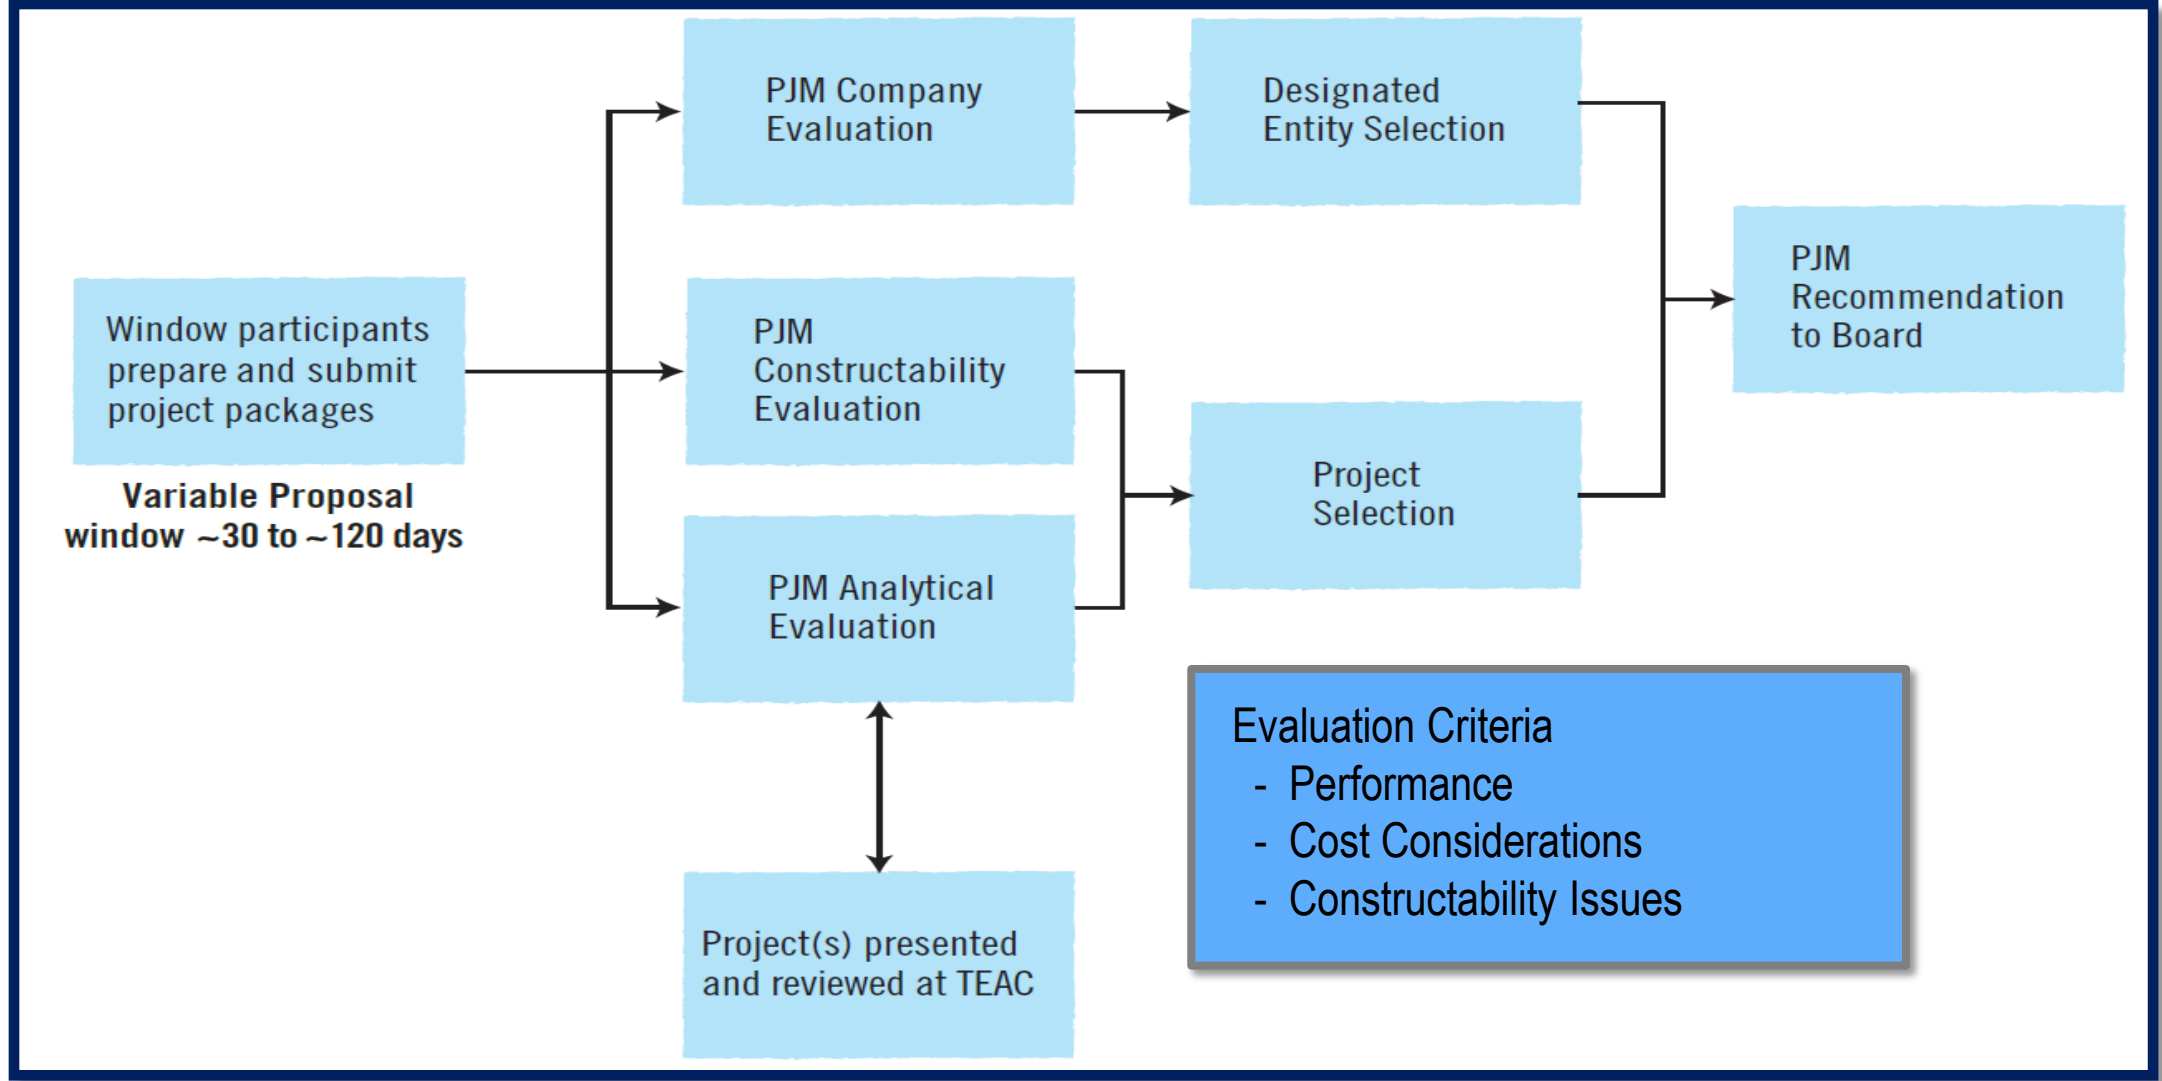 PJM Company
Evaluation
Designated
Entity Selection
PJM
Recommendation
to Board
Window participants
prepare and submit
project packages
Variable Proposal
window ~30 to ~120 days
PJM
Constructability
Evaluation
Project
Selection
PJM Analytical
Evaluation
Evaluation Criteria
- Performance
- Cost Considerations
- Constructability Issues
Project(s) presented
and reviewed at TEAC